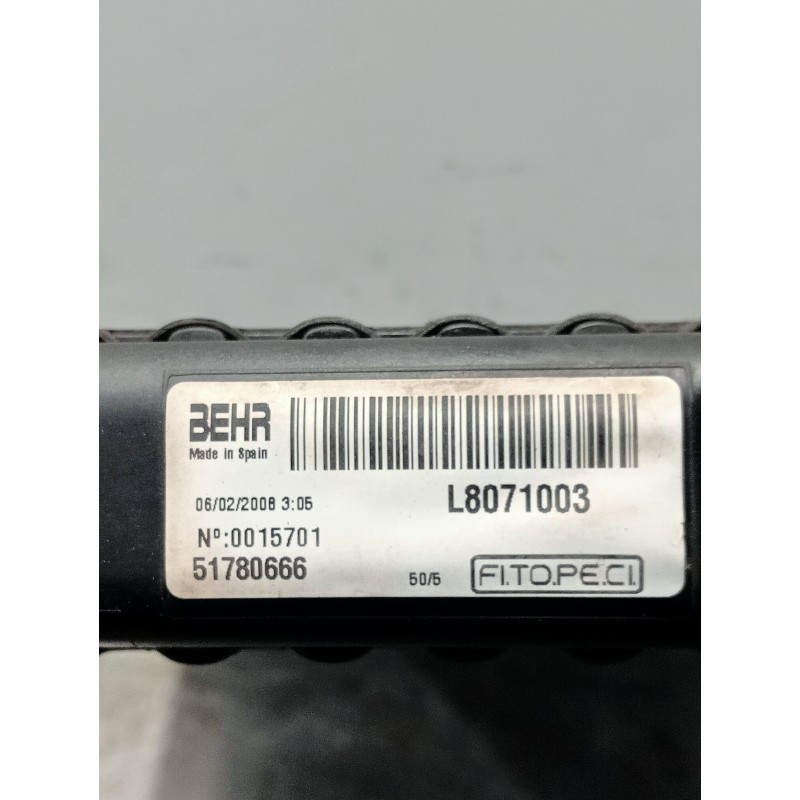 BEHR
Made in Spain
06/02/2008 3:05
L8071003
Nº:0015701
51780666
50/5
FI.TO.PE.CI.